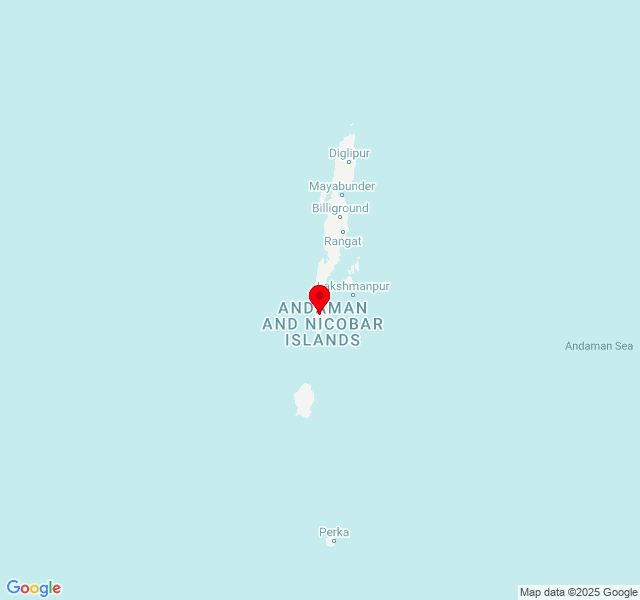 Diglipur
Mayabunder
Billiground
Rangat
Lakshmanpur
ANDAMAN
AND NICOBAR
ISLANDS
Andaman Sea
Perka
Google
Map data ©2025 Google